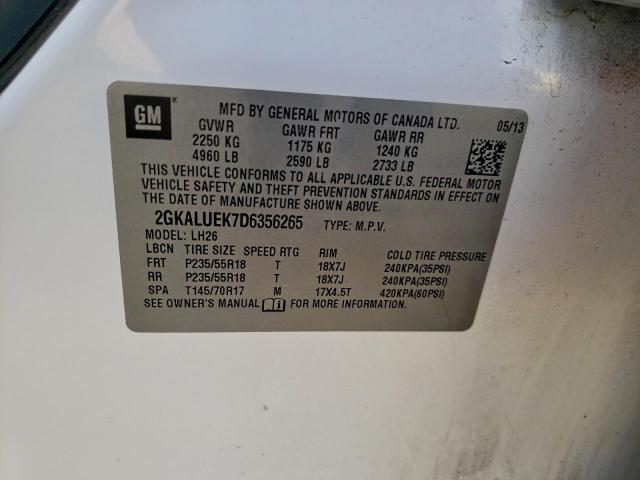 GM ® MFD BY GENERAL MOTORS OF CANADA LTD. 05/13
GVWR GAWR FRT GAWR RR
2250 KG 1175 KG 1240 KG
4960 LB 2590 LB 2733 LB
THIS VEHICLE CONFORMS TO ALL APPLICABLE U.S. FEDERAL MOTOR
VEHICLE SAFETY AND THEFT PREVENTION STANDARDS IN EFFECT ON
THE DATE OF MANUFACTURE SHOWN ABOVE.
2GKALUEK7D6356265 TYPE: M.P.V.
MODEL: LH26
LBCN TIRE SIZE SPEED RTG RIM COLD TIRE PRESSURE
FRT P235/55R18 T 18X7J 240KPA(35PSI)
RR P235/55R18 T 18X7J 240KPA(35PSI)
SPA T145/70R17 M 17X4.5T 420KPA(60PSI)
SEE OWNER'S MANUAL FOR MORE INFORMATION.